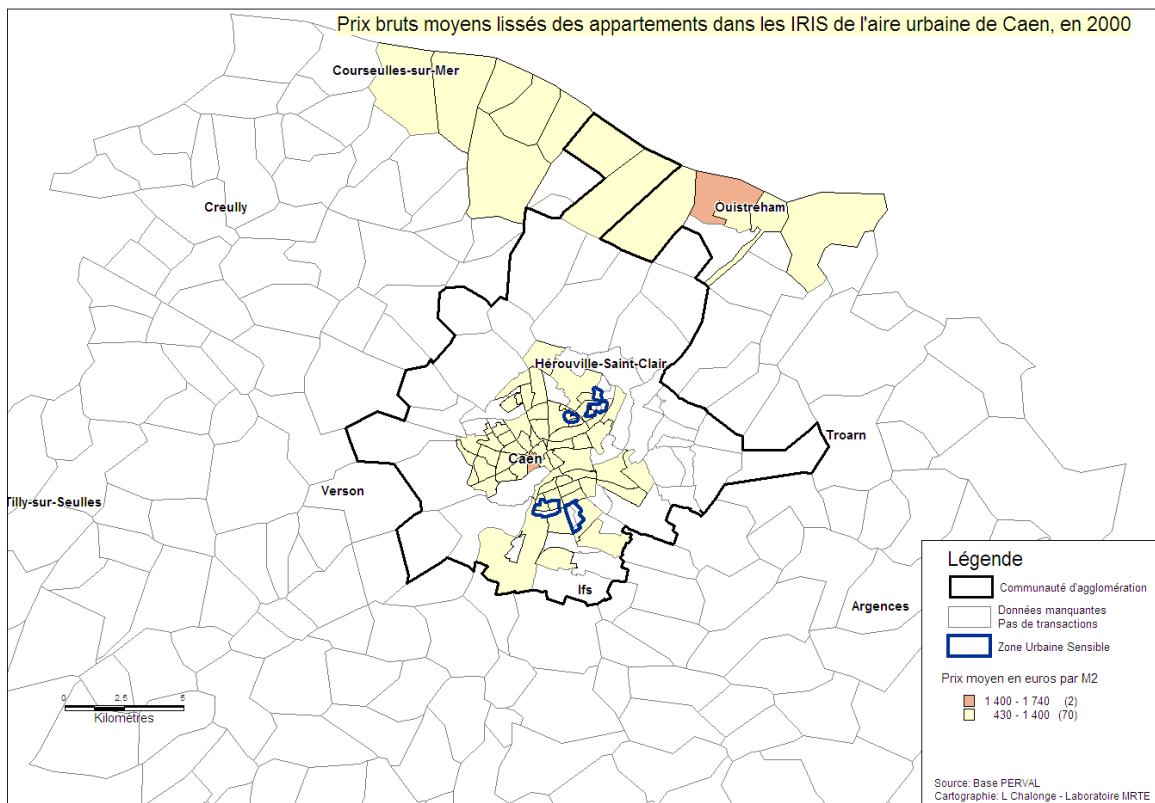 Prix bruts moyens lissés des appartements dans les IRIS de l'aire urbaine de Caen, en 2000
Courseulles-sur-Mer
Creully
Ouistreham
Hérouville-Saint-Clair
Troarn
Caen
Verson
Tilly-sur-Seulles
Ifs
Argences
0 2.5 5
Kilomètres
Légende
Communauté d'agglomération
Données manquantes
Pas de transactions
Zone Urbaine Sensible
Prix moyen en euros par M2
1 400 - 1 740 (2)
430 - 1 400 (70)
Source: Base PERVAL
Cartographie: L Chalonge - Laboratoire MRTE